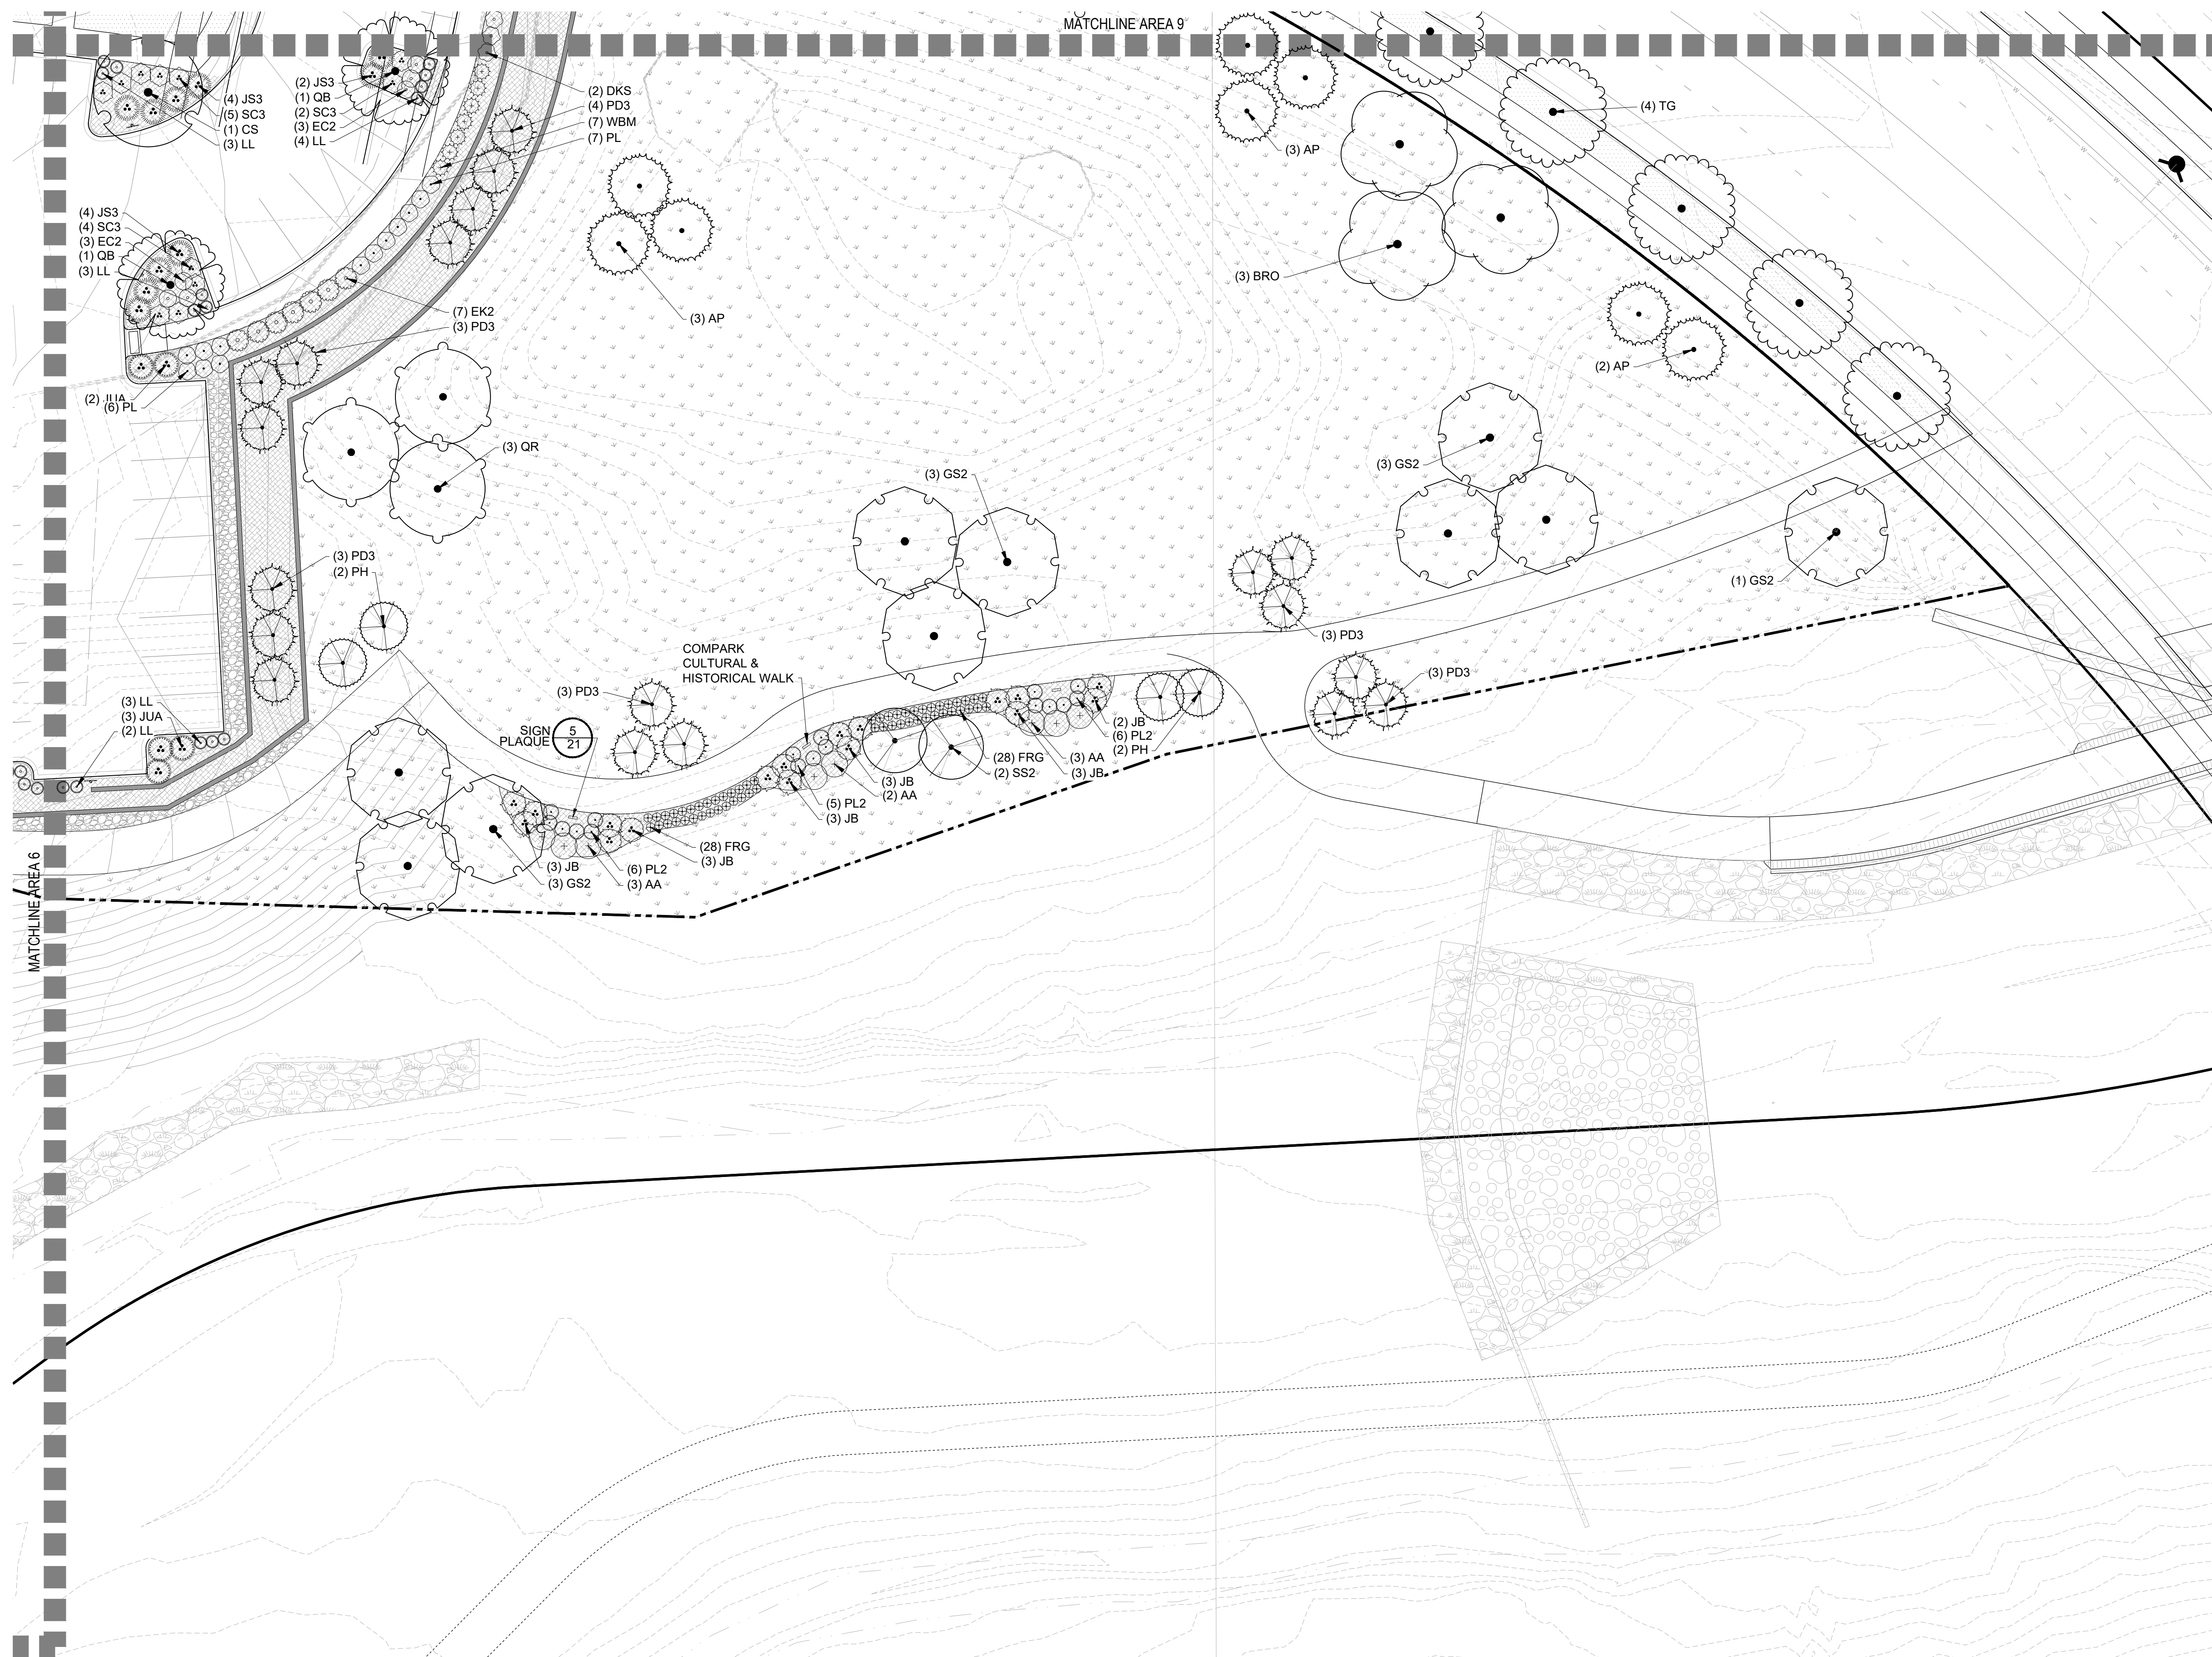 MATCHLINE AREA 9
(4) JS3
(5) SC3
(1) CS
(3) LL
(2) JS3
(1) QB
(2) SC3
(3) EC2
(4) LL
(2) DKS
(4) PD3
(7) WBM
(7) PL
(3) AP
(4) TG
(4) JS3
(4) SC3
(3) EC2
(1) QB
(3) LL
(3) BRO
(7) EK2
(3) PD3
(3) AP
(2) AP
(2) JUA
(6) PL
(3) QR
(3) GS2
(3) GS2
(3) PD3
(2) PH
(1) GS2
(3) PD3
COMPARK
CULTURAL &
HISTORICAL WALK
(3) PD3
(3) PD3
(3) LL
(3) JUA
(2) LL
SIGN
PLAQUE
5
21
(2) JB
(6) PL2
(2) PH
(28) FRG
(2) SS2
(3) AA
(3) JB
(3) JB
(2) AA
(5) PL2
(3) JB
(28) FRG
(3) JB
(3) JB
(3) GS2
(6) PL2
(3) AA
MATCHLINE AREA 6